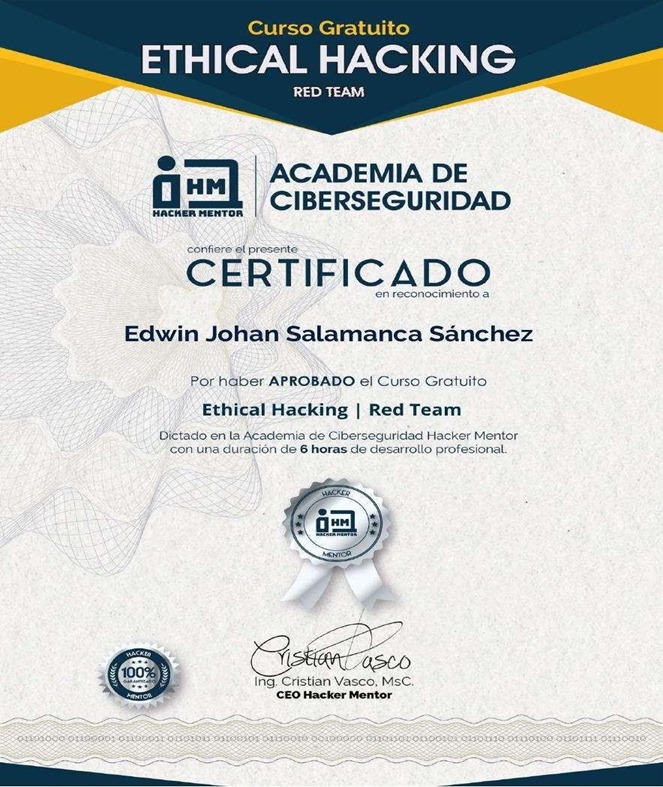 Curso Gratuito
ETHICAL HACKING
RED TEAM
HM
HACKER MENTOR
ACADEMIA DE
CIBERSEGURIDAD
confiere el presente
CERTIFICADO
en reconocimiento a
Edwin Johan Salamanca Sánchez
Por haber APROBADO el Curso Gratuito
Ethical Hacking | Red Team
Dictado en la Academia de Ciberseguridad Hacker Mentor
con una duración de 6 horas de desarrollo profesional.
HACKER
HM
HACKER MENTOR
MENTOR
Cristian Vasco
Ing. Cristian Vasco, MsC.
CEO Hacker Mentor
HACKER
100%
GARANTIZADO
MENTOR